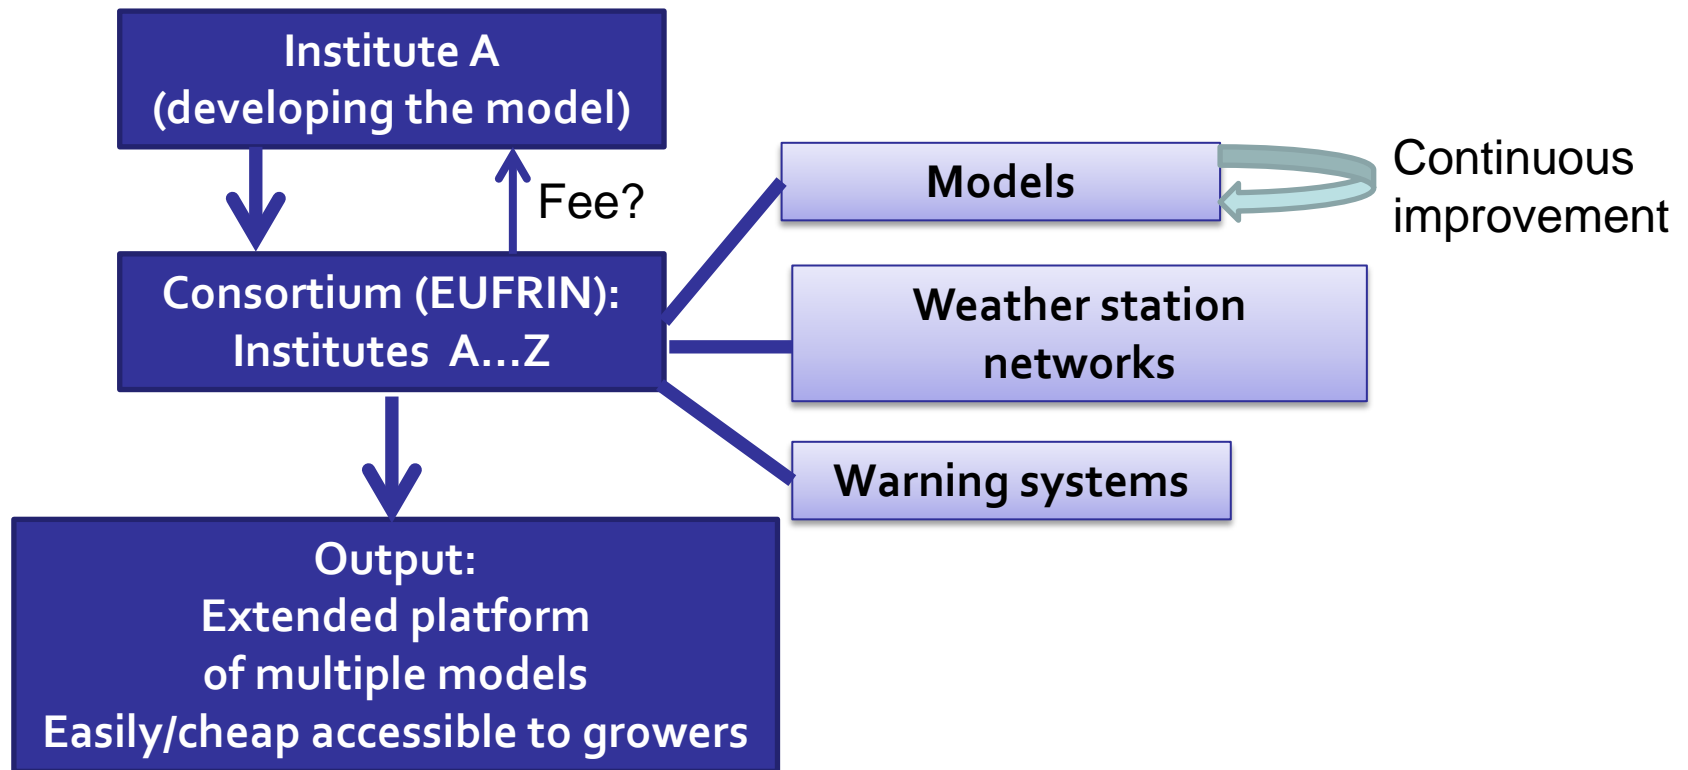 Institute A
(developing the model)
Fee?
Consortium (EUFRIN):
Institutes A...Z
Models
Continuous
improvement
Weather station
networks
Warning systems
Output:
Extended platform
of multiple models
Easily/cheap accessible to growers